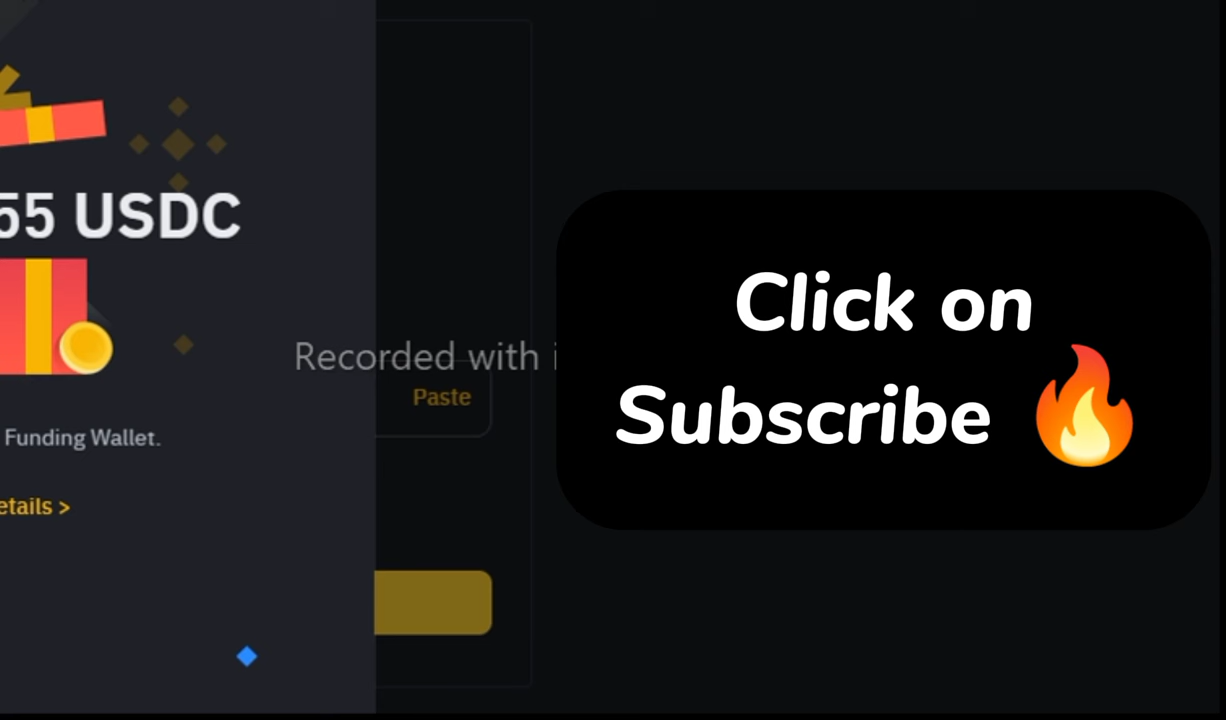 55 USDC
Recorded with
Paste
Funding Wallet.
etails >
Click on
Subscribe 🔥